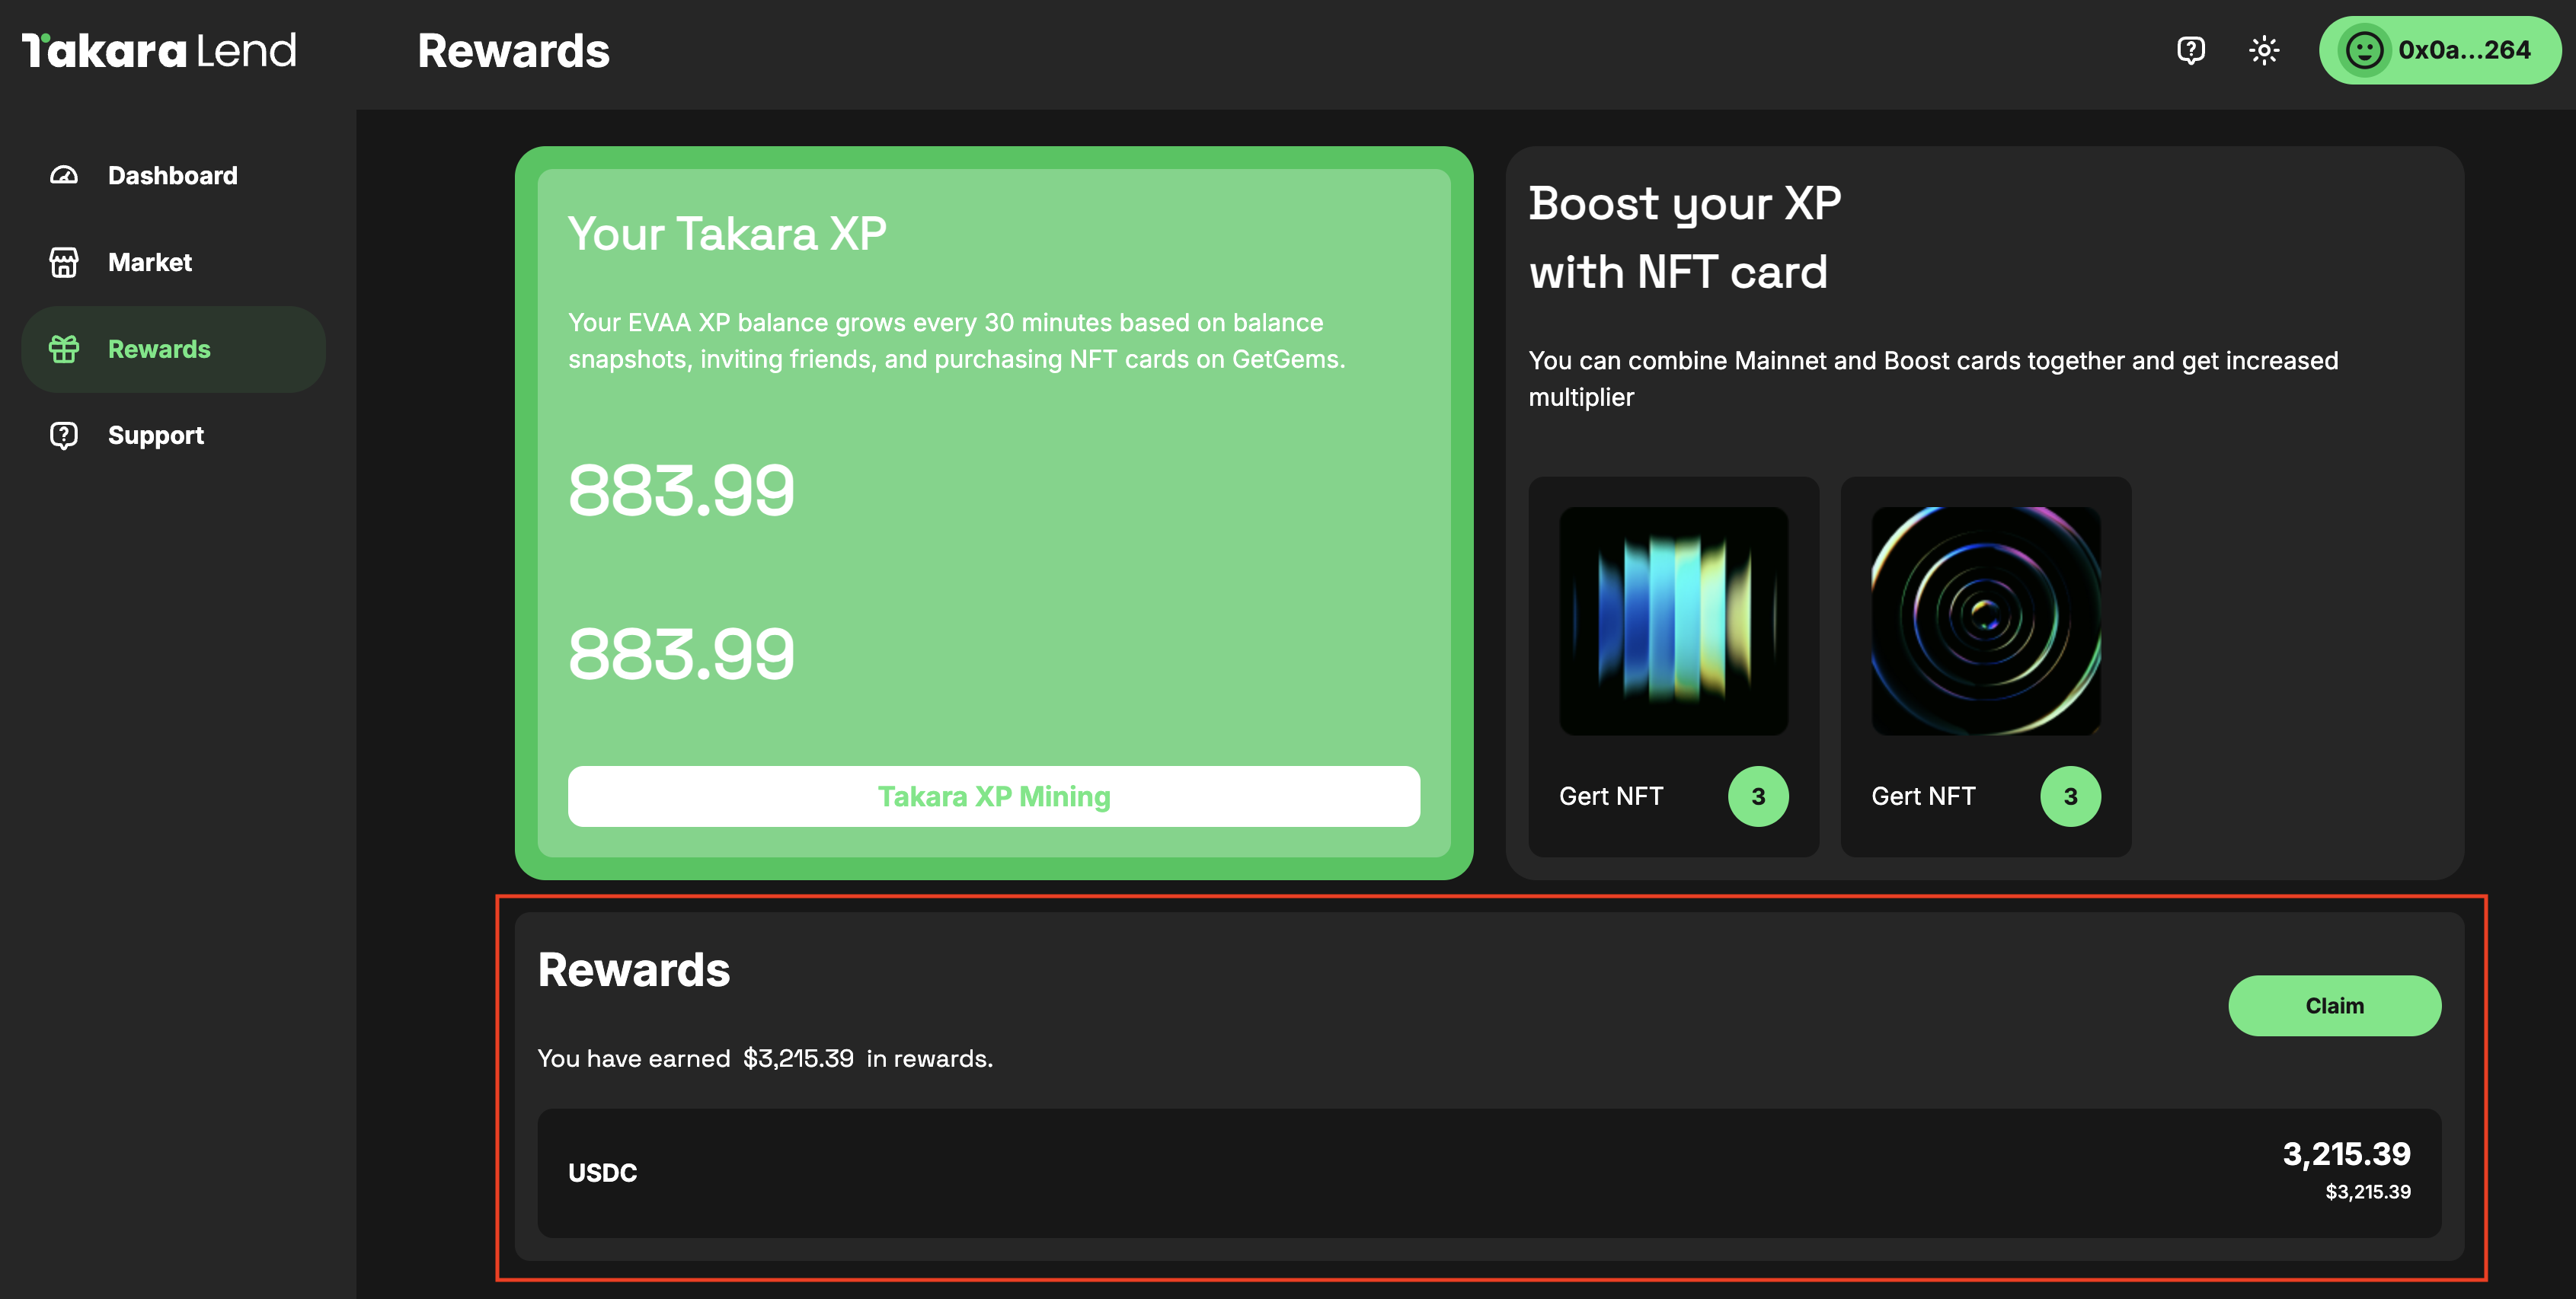 Takara Lend
Rewards
0x0a...264
Dashboard
Market
Rewards
Support
Your Takara XP
Your EVAA XP balance grows every 30 minutes based on balance
snapshots, inviting friends, and purchasing NFT cards on GetGems.
883.99
883.99
Takara XP Mining
Boost your XP
with NFT card
You can combine Mainnet and Boost cards together and get increased
multiplier
Gert NFT 3
Gert NFT 3
Rewards
Claim
You have earned $3,215.39 in rewards.
USDC
3,215.39
$3,215.39